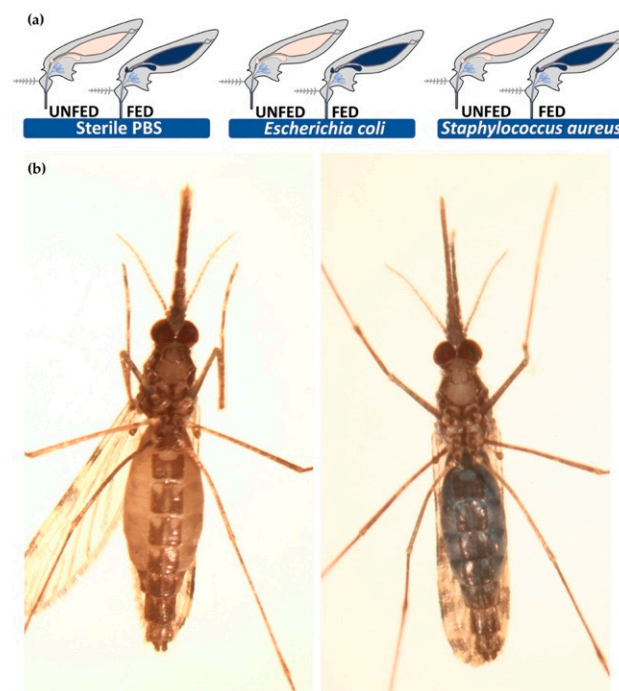 (a)
UNFED FED UNFED FED UNFED FED
Sterile PBS Escherichia coli Staphylococcus aureus
(b)